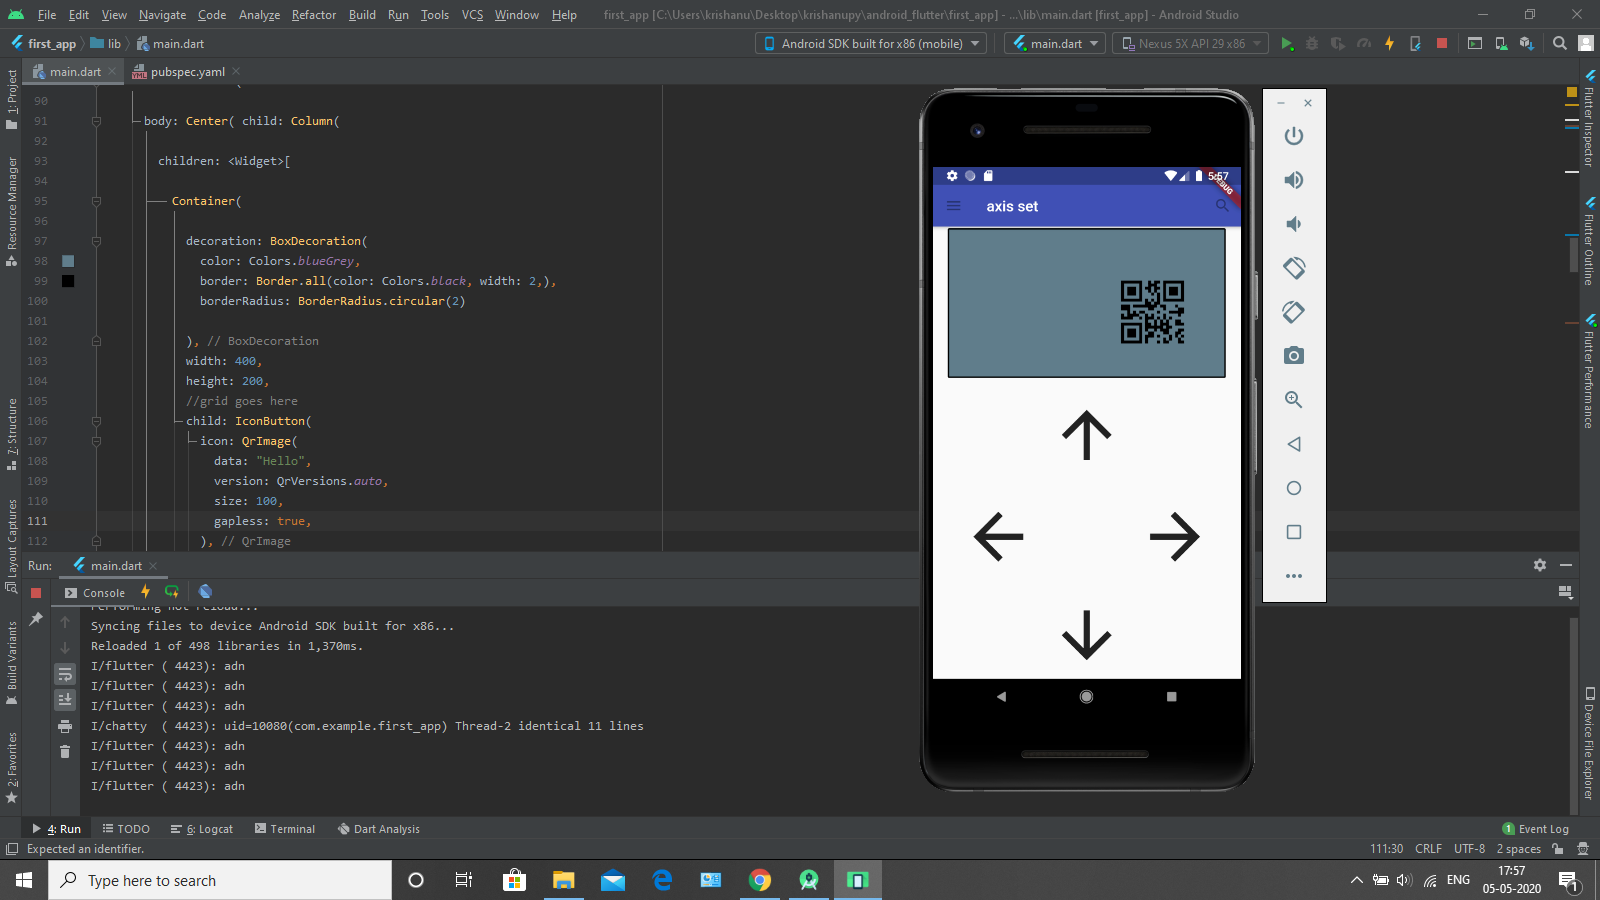 File Edit View Navigate Code Analyze Refactor Build Run Tools VCS Window Help first_app [C:\Users\krishanu\Desktop\krishanupy\android_flutter\first_app] - ...\lib\main.dart [first_app] - Android Studio
first_app lib main.dart Android SDK built for x86 (mobile) main.dart Nexus 5X API 29 x86
main.dart pubspec.yaml
1: Project
Resource Manager
7: Structure
Layout Captures
Build Variants
2: Favorites
90
91 body: Center( child: Column(
92
93 children: <Widget>[
94
95 Container(
96
97 decoration: BoxDecoration(
98 color: Colors.blueGrey,
99 border: Border.all(color: Colors.black, width: 2,),
100 borderRadius: BorderRadius.circular(2)
101
102 ), // BoxDecoration
103 width: 400,
104 height: 200,
105 //grid goes here
106 child: IconButton(
107 icon: QrImage(
108 data: "Hello",
109 version: QrVersions.auto,
110 size: 100,
111 gapless: true,
112 ), // QrImage
5:57
DEBUG
axis set
Flutter Inspector
Flutter Outline
Flutter Performance
Device File Explorer
Run: main.dart
Console
Performing hot reload...
Syncing files to device Android SDK built for x86...
Reloaded 1 of 498 libraries in 1,370ms.
I/flutter ( 4423): adn
I/flutter ( 4423): adn
I/flutter ( 4423): adn
I/chatty  ( 4423): uid=10080(com.example.first_app) Thread-2 identical 11 lines
I/flutter ( 4423): adn
I/flutter ( 4423): adn
I/flutter ( 4423): adn
4: Run TODO 6: Logcat Terminal Dart Analysis 1 Event Log
Expected an identifier. 111:30 CRLF UTF-8 2 spaces
Type here to search ENG 17:57
05-05-2020 1